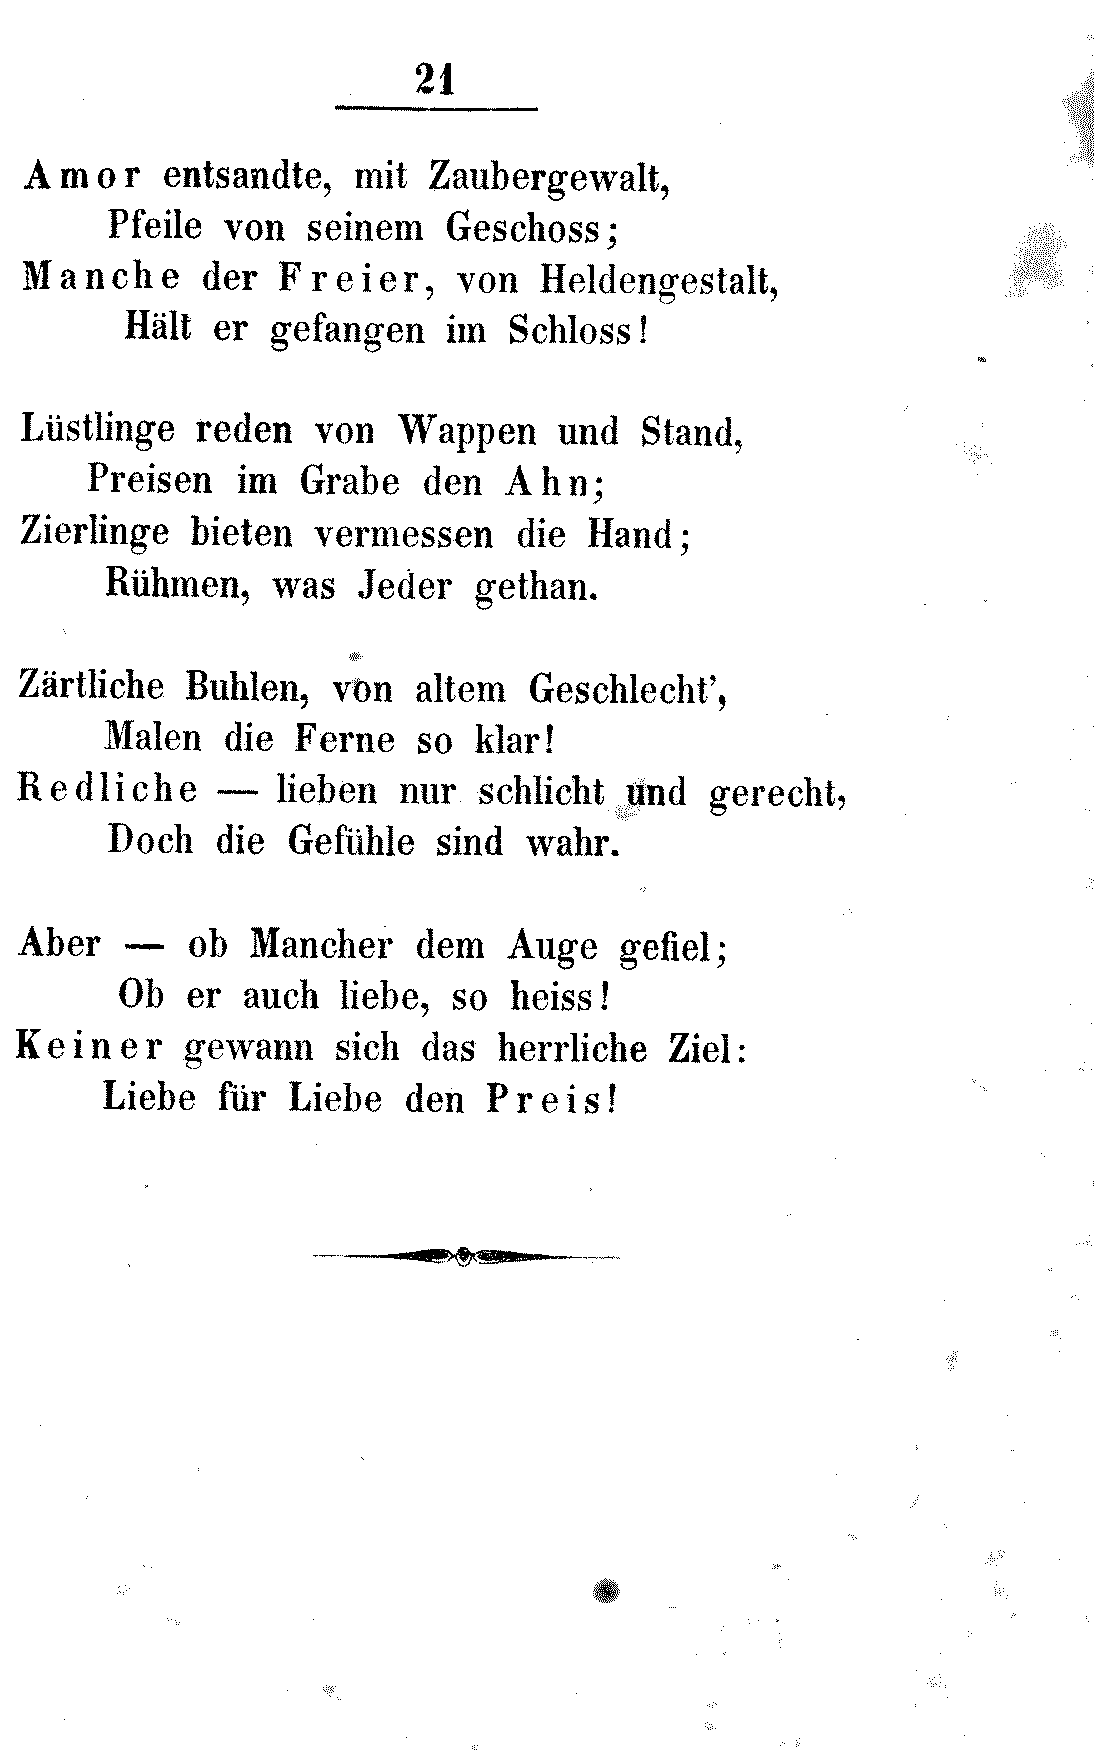 21
Amor entsandte, mit Zaubergewalt,
Pfeile von seinem Geschoss;
Manche der Freier, von Heldengestalt,
Hält er gefangen im Schloss!
Lüstlinge reden von Wappen und Stand,
Preisen im Grabe den Ahn;
Zierlinge bieten vermessen die Hand;
Rühmen, was Jeder gethan.
Zärtliche Buhlen, von altem Geschlecht',
Malen die Ferne so klar!
Redliche — lieben nur schlicht und gerecht,
Doch die Gefühle sind wahr.
Aber — ob Mancher dem Auge gefiel;
Ob er auch liebe, so heiss!
Keiner gewann sich das herrliche Ziel:
Liebe für Liebe den Preis!